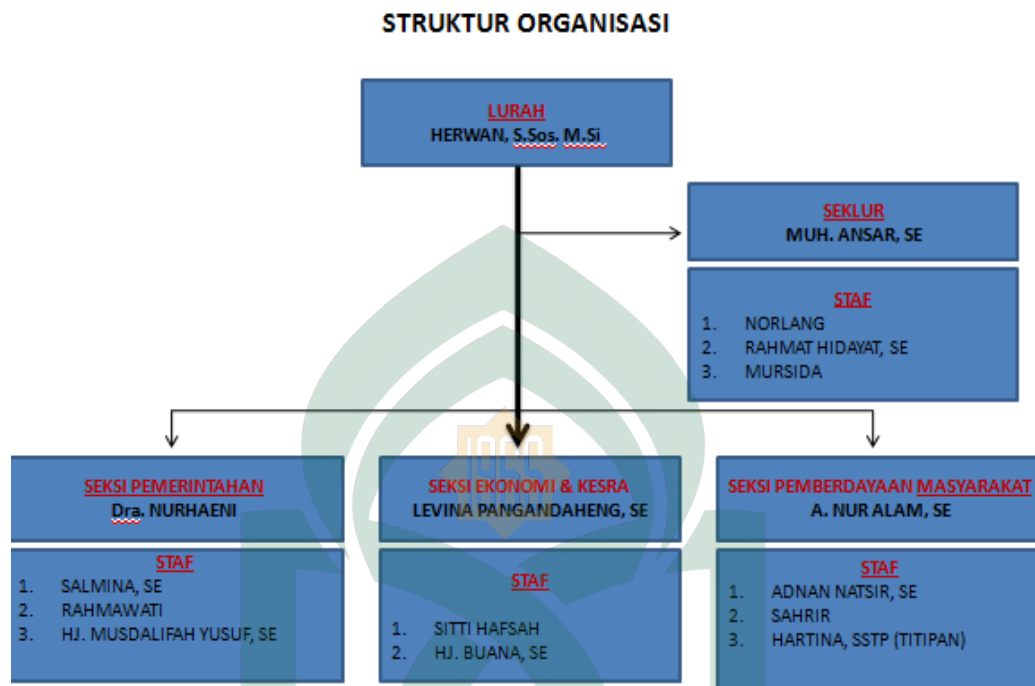 STRUKTUR ORGANISASI
LURAH
HERWAN, S.Sos. M.Si
SEKLUR
MUH. ANSAR, SE
STAF
1. NORLANG
2. RAHMAT HIDAYAT, SE
3. MURSIDA
SEKSI PEMERINTAHAN
Dra. NURHAENI
STAF
1. SALMINA, SE
2. RAHMAWATI
3. HJ. MUSDALIFAH YUSUF, SE
SEKSI EKONOMI & KESRA
LEVINA PANGANDAHENG, SE
STAF
1. SITTI HAFSAH
2. HJ. BUANA, SE
SEKSI PEMBERDAYAAN MASYARAKAT
A. NUR ALAM, SE
STAF
1. ADNAN NATSIR, SE
2. SAHRIR
3. HARTINA, SSTP (TITIPAN)
1968